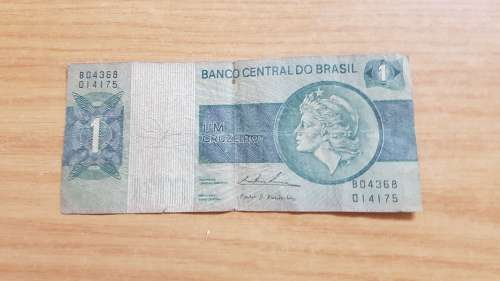 B04368
014175
BANCO CENTRAL DO BRASIL
1
1
UM
CRUZEIRO
B04368
014175